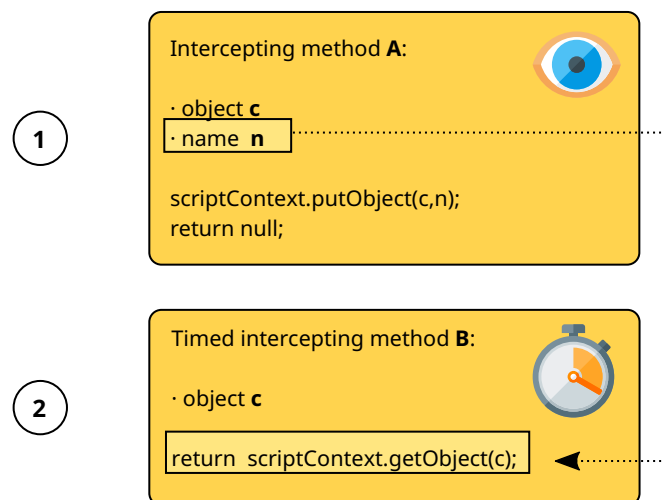 1
Intercepting method A:
· object c
· name n
scriptContext.putObject(c,n);
return null;
2
Timed intercepting method B:
· object c
return scriptContext.getObject(c);